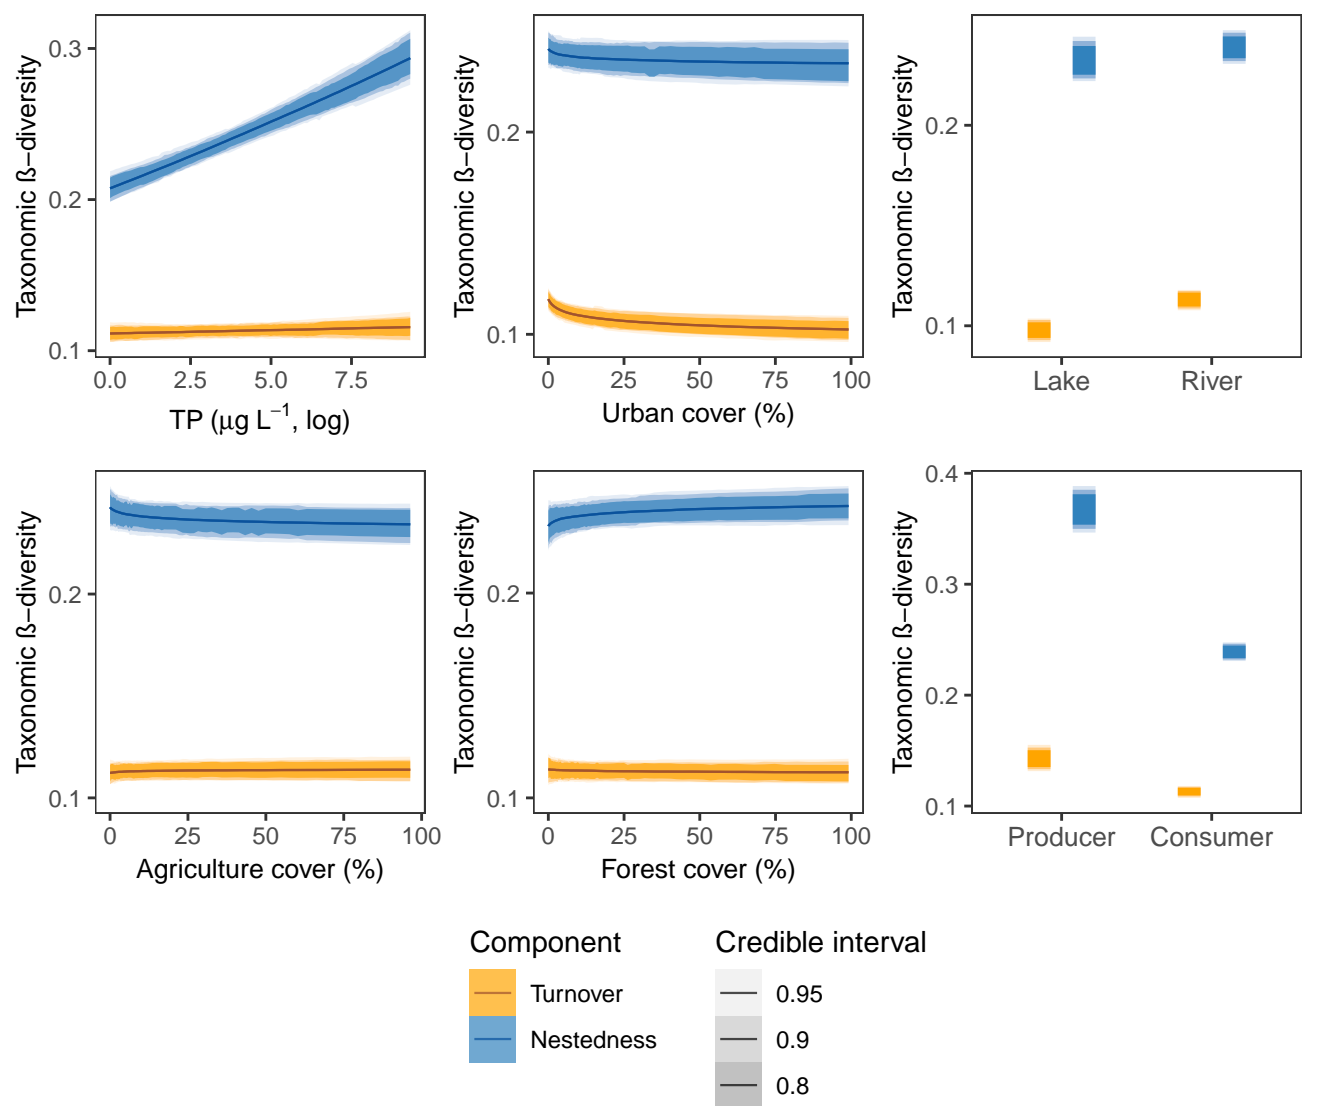 Taxonomic ß−diversity
0.3
0.2
0.1
0.0 2.5 5.0 7.5
TP (μg L−1, log)
Taxonomic ß−diversity
0.2
0.1
0 25 50 75 100
Urban cover (%)
Taxonomic ß−diversity
0.2
0.1
Lake River
Taxonomic ß−diversity
0.2
0.1
0 25 50 75 100
Agriculture cover (%)
Taxonomic ß−diversity
0.2
0.1
0 25 50 75 100
Forest cover (%)
Taxonomic ß−diversity
0.4
0.3
0.2
0.1
Producer Consumer
Component
Turnover
Nestedness
Credible interval
0.95
0.9
0.8